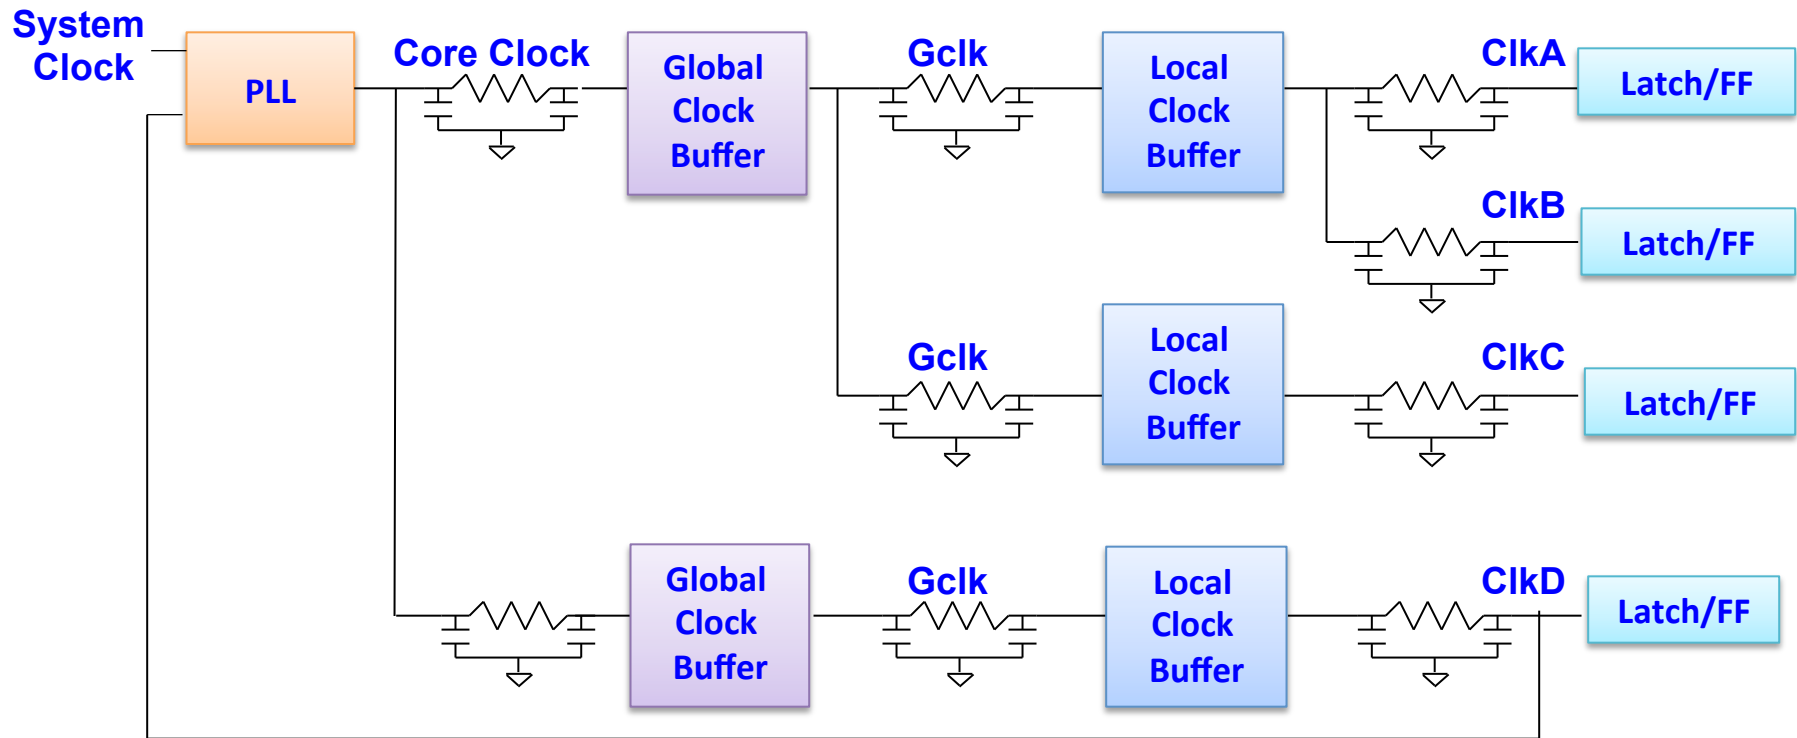 System
Clock
PLL
Core Clock
Global
Clock
Buffer
Gclk
Local
Clock
Buffer
ClkA
Latch/FF
ClkB
Latch/FF
Gclk
Local
Clock
Buffer
ClkC
Latch/FF
Global
Clock
Buffer
Gclk
Local
Clock
Buffer
ClkD
Latch/FF